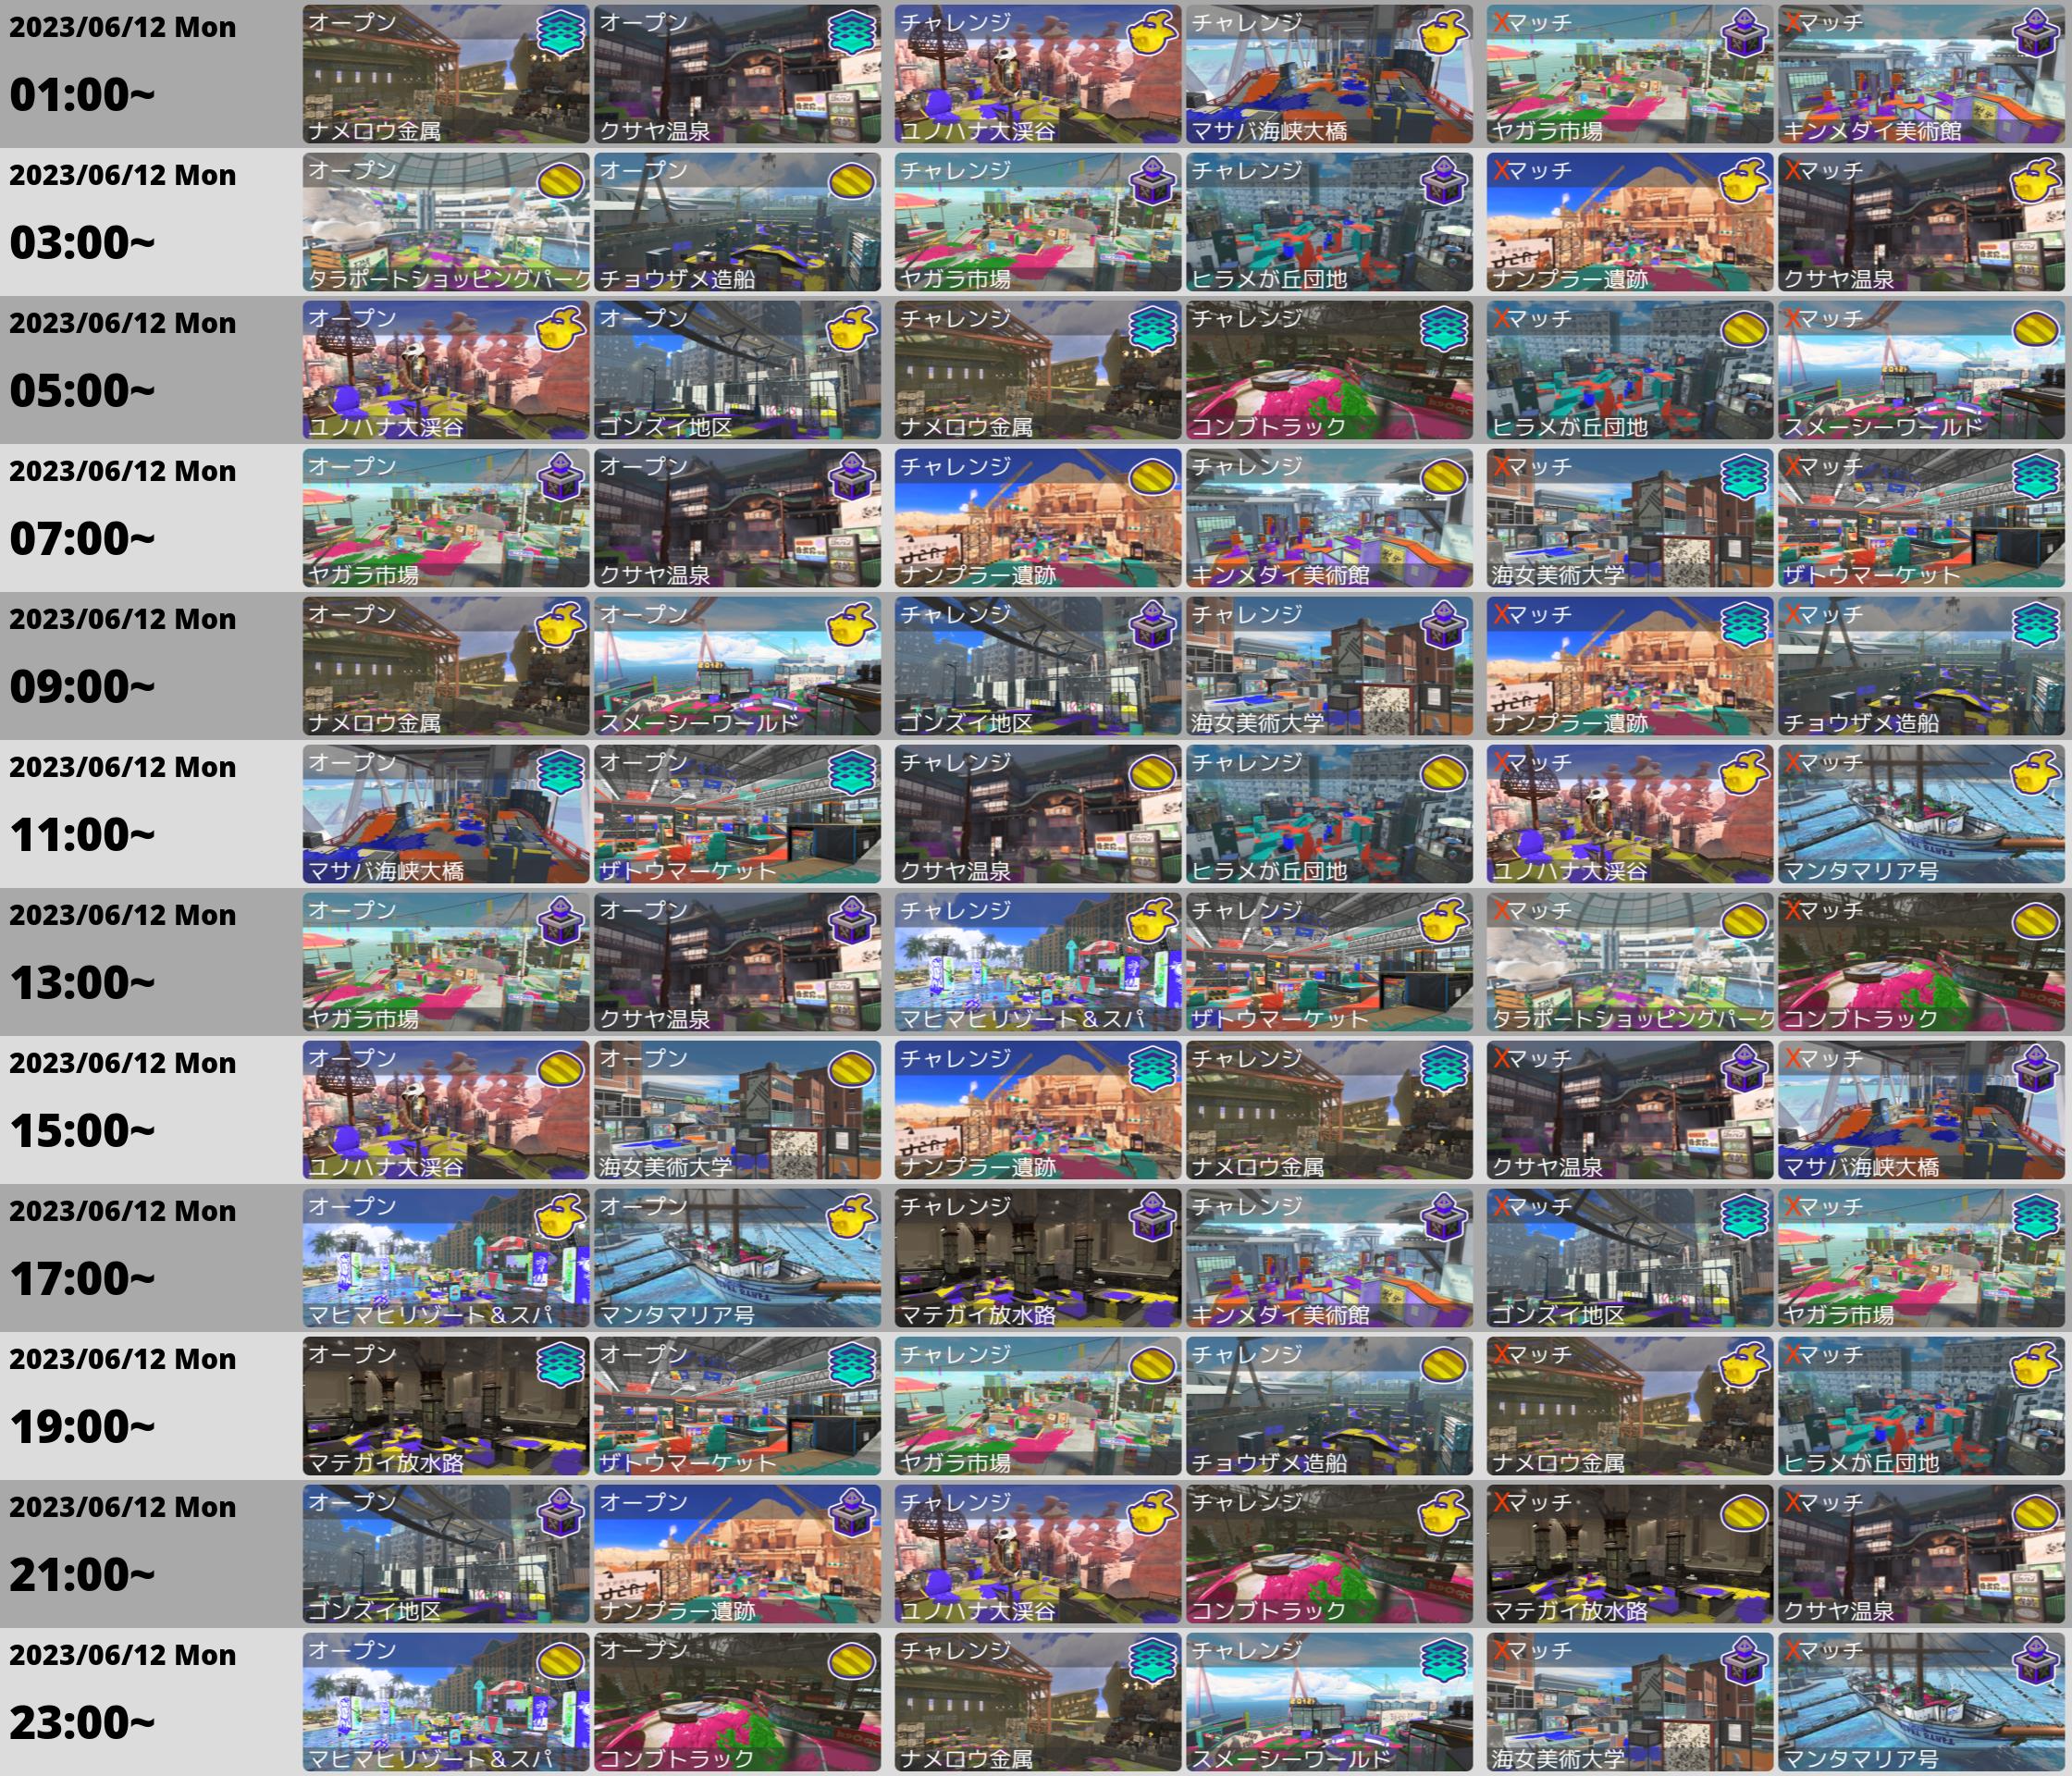 2023/06/12 Mon
01:00~
オープン オープン チャレンジ チャレンジ Xマッチ Xマッチ
ナメロウ金属 クサヤ温泉 ユノハナ大渓谷 マサバ海峡大橋 ヤガラ市場 キンメダイ美術館
2023/06/12 Mon
03:00~
オープン オープン チャレンジ チャレンジ Xマッチ Xマッチ
タラポートショッピングパーク チョウザメ造船 ヤガラ市場 ヒラメが丘団地 ナンプラー遺跡 クサヤ温泉
2023/06/12 Mon
05:00~
オープン オープン チャレンジ チャレンジ Xマッチ Xマッチ
ユノハナ大渓谷 ゴンズイ地区 ナメロウ金属 コンブトラック ヒラメが丘団地 スメーシーワールド
2023/06/12 Mon
07:00~
オープン オープン チャレンジ チャレンジ Xマッチ Xマッチ
ヤガラ市場 クサヤ温泉 ナンプラー遺跡 キンメダイ美術館 海女美術大学 ザトウマーケット
2023/06/12 Mon
09:00~
オープン オープン チャレンジ チャレンジ Xマッチ Xマッチ
ナメロウ金属 スメーシーワールド ゴンズイ地区 海女美術大学 ナンプラー遺跡 チョウザメ造船
2023/06/12 Mon
11:00~
オープン オープン チャレンジ チャレンジ Xマッチ Xマッチ
マサバ海峡大橋 ザトウマーケット クサヤ温泉 ヒラメが丘団地 ユノハナ大渓谷 マンタマリア号
2023/06/12 Mon
13:00~
オープン オープン チャレンジ チャレンジ Xマッチ Xマッチ
ヤガラ市場 クサヤ温泉 マヒマヒリゾート＆スパ ザトウマーケット タラポートショッピングパーク コンブトラック
2023/06/12 Mon
15:00~
オープン オープン チャレンジ チャレンジ Xマッチ Xマッチ
ユノハナ大渓谷 海女美術大学 ナンプラー遺跡 ナメロウ金属 クサヤ温泉 マサバ海峡大橋
2023/06/12 Mon
17:00~
オープン オープン チャレンジ チャレンジ Xマッチ Xマッチ
マヒマヒリゾート＆スパ マンタマリア号 マテガイ放水路 キンメダイ美術館 ゴンズイ地区 ヤガラ市場
2023/06/12 Mon
19:00~
オープン オープン チャレンジ チャレンジ Xマッチ Xマッチ
マテガイ放水路 ザトウマーケット ヤガラ市場 チョウザメ造船 ナメロウ金属 ヒラメが丘団地
2023/06/12 Mon
21:00~
オープン オープン チャレンジ チャレンジ Xマッチ Xマッチ
ゴンズイ地区 ナンプラー遺跡 ユノハナ大渓谷 コンブトラック マテガイ放水路 クサヤ温泉
2023/06/12 Mon
23:00~
オープン オープン チャレンジ チャレンジ Xマッチ Xマッチ
マヒマヒリゾート＆スパ コンブトラック ナメロウ金属 スメーシーワールド 海女美術大学 マンタマリア号